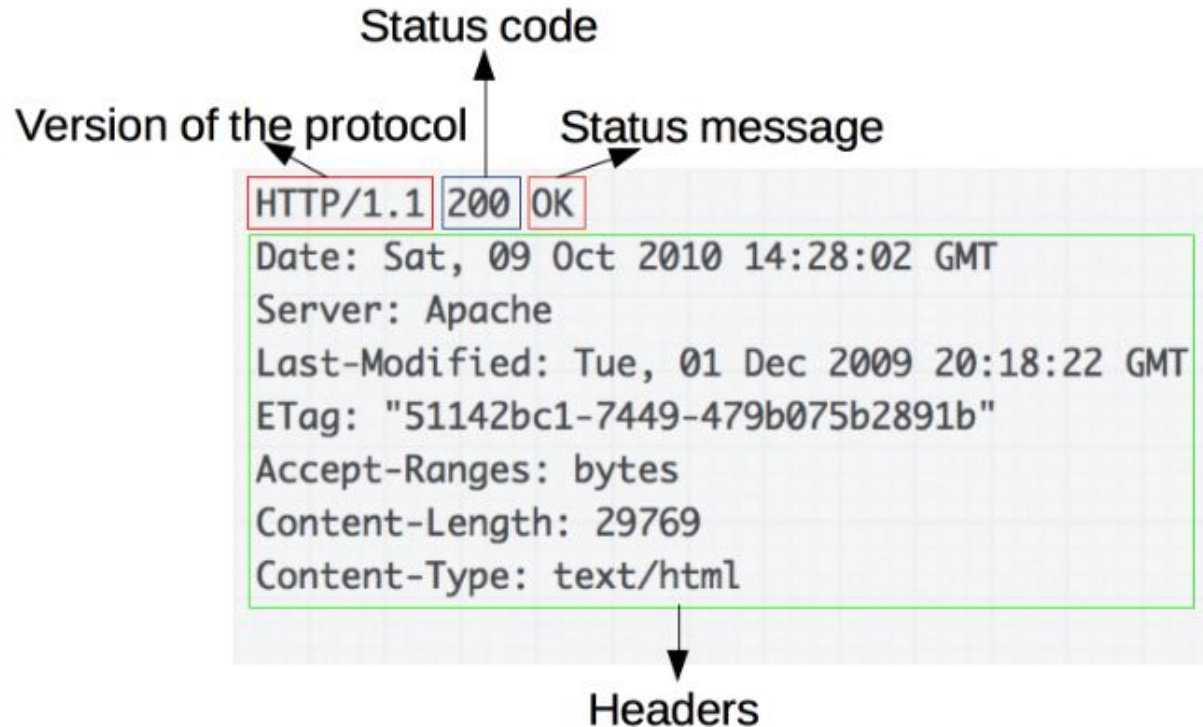 Status code
Version of the protocol
Status message
HTTP/1.1 200 OK
Date: Sat, 09 Oct 2010 14:28:02 GMT
Server: Apache
Last-Modified: Tue, 01 Dec 2009 20:18:22 GMT
ETag: "51142bc1-7449-479b075b2891b"
Accept-Ranges: bytes
Content-Length: 29769
Content-Type: text/html
Headers